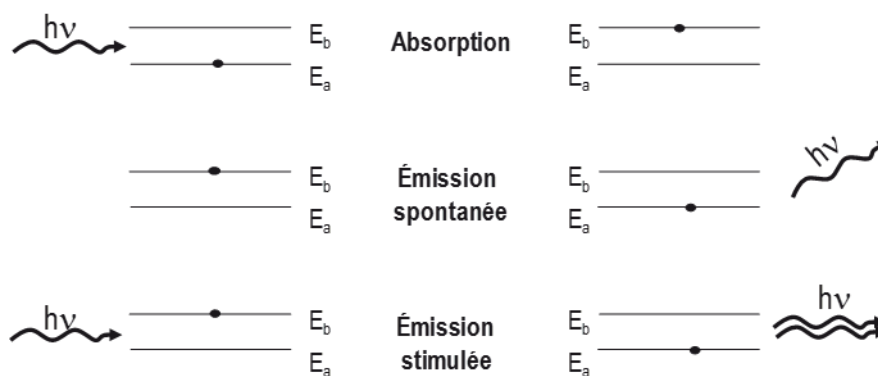 hν
E_b
E_a
Absorption
E_b
E_a
E_b
E_a
Émission
spontanée
E_b
E_a
hν
hν
E_b
E_a
Émission
stimulée
E_b
E_a
hν